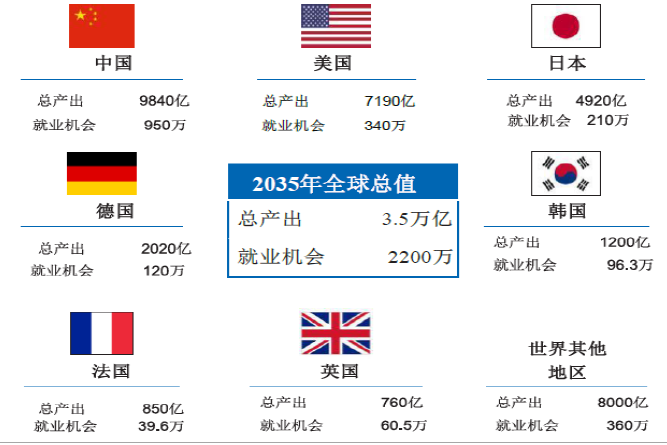 中国
总产出 9840亿
就业机会 950万
美国
总产出 7190亿
就业机会 340万
日本
总产出 4920亿
就业机会 210万
德国
总产出 2020亿
就业机会 120万
2035年全球总值
总产出 3.5万亿
就业机会 2200万
韩国
总产出 1200亿
就业机会 96.3万
法国
总产出 850亿
就业机会 39.6万
英国
总产出 760亿
就业机会 60.5万
世界其他
地区
总产出 8000亿
就业机会 360万